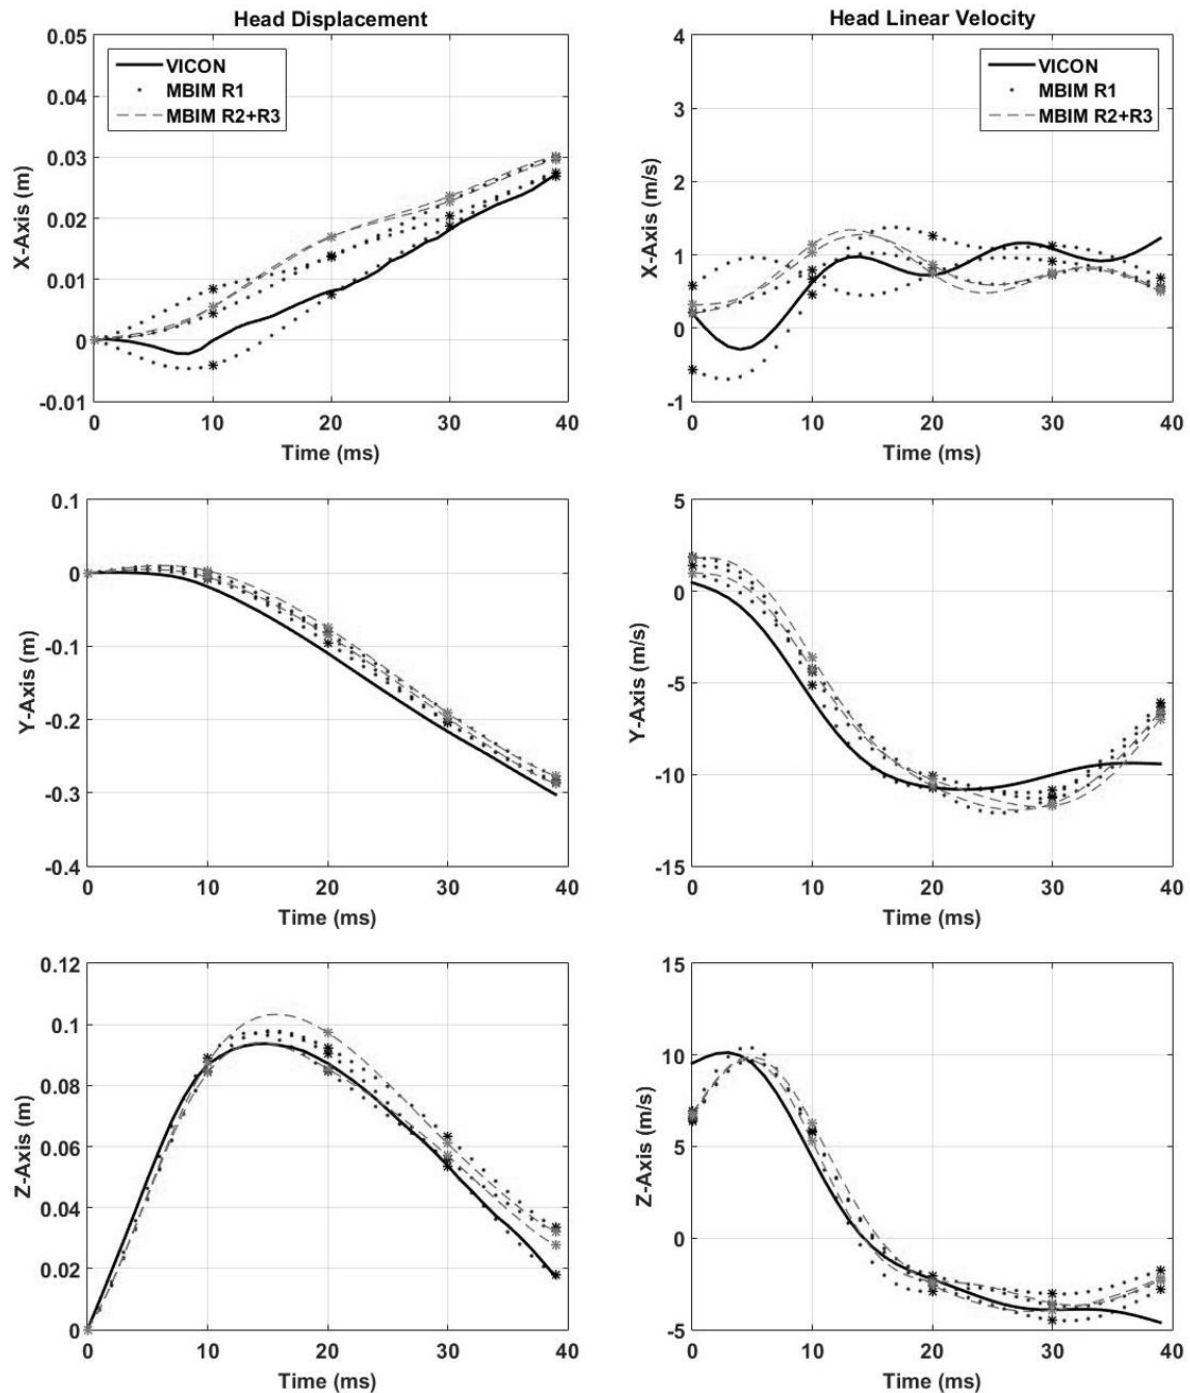 Head Displacement
0.05
0.04
0.03
0.02
0.01
0
-0.01
X-Axis (m)
VICON
MBIM R1
MBIM R2+R3
0 10 20 30 40
Time (ms)
Head Linear Velocity
4
3
2
1
0
-1
X-Axis (m/s)
VICON
MBIM R1
MBIM R2+R3
0 10 20 30 40
Time (ms)
0.1
0
-0.1
-0.2
-0.3
-0.4
Y-Axis (m)
0 10 20 30 40
Time (ms)
5
0
-5
-10
-15
Y-Axis (m/s)
0 10 20 30 40
Time (ms)
0.12
0.1
0.08
0.06
0.04
0.02
0
Z-Axis (m)
0 10 20 30 40
Time (ms)
15
10
5
0
-5
Z-Axis (m/s)
0 10 20 30 40
Time (ms)